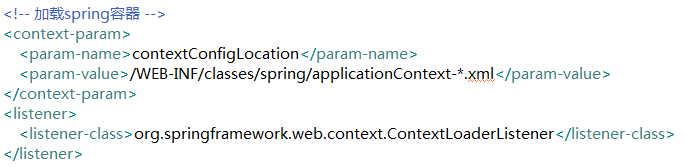 <!-- 加载spring容器 -->
<context-param>
<param-name>contextConfigLocation</param-name>
<param-value>/WEB-INF/classes/spring/applicationContext-*.xml</param-value>
</context-param>
<listener>
<listener-class>org.springframework.web.context.ContextLoaderListener</listener-class>
</listener>